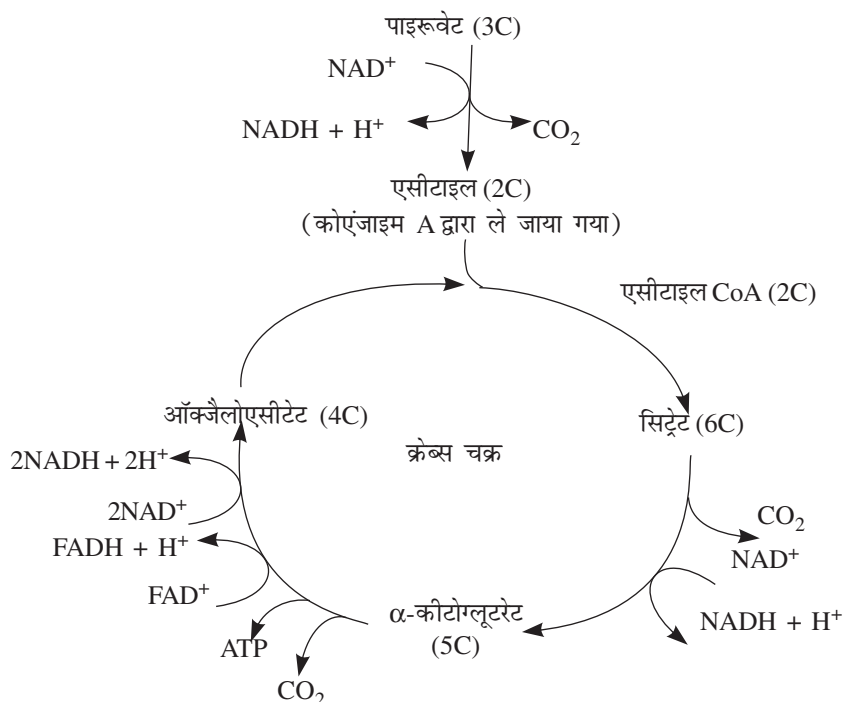 पाइरूवेट (3C)
NAD⁺
NADH + H⁺
CO₂
एसीटाइल (2C)
(कोएंजाइम A द्वारा ले जाया गया)
एसीटाइल CoA (2C)
ऑक्जैलोएसीटेट (4C)
सिट्रेट (6C)
क्रेब्स चक्र
2NADH + 2H⁺
2NAD⁺
CO₂
FADH + H⁺
NAD⁺
FAD⁺
α-कीटोग्लूटरेट
(5C)
NADH + H⁺
ATP
CO₂